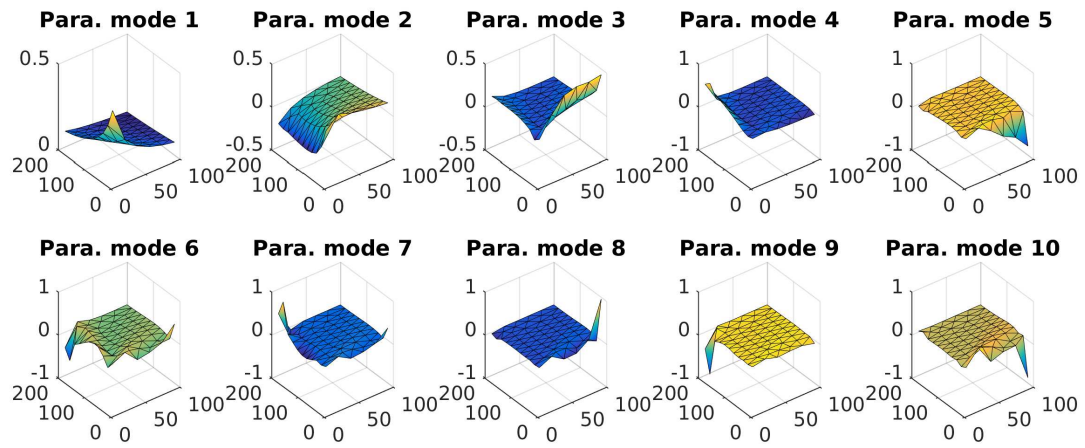 Para. mode 1 Para. mode 2 Para. mode 3 Para. mode 4 Para. mode 5
0.5 0.5 0.5 1 1
0 0 0 0
0 -0.5 -0.5 -1 -1
200 200 200 200 200
100 100 100 100 100 100 100 100 100 100
0 0 50 0 0 50 0 0 50 0 0 50 0 0 50
Para. mode 6 Para. mode 7 Para. mode 8 Para. mode 9 Para. mode 10
1 1 1 1 1
0 0 0 0 0
-1 -1 -1 -1 -1
200 200 200 200 200
100 100 100 100 100 100 100 100 100 100
0 0 50 0 0 50 0 0 50 0 0 50 0 0 50